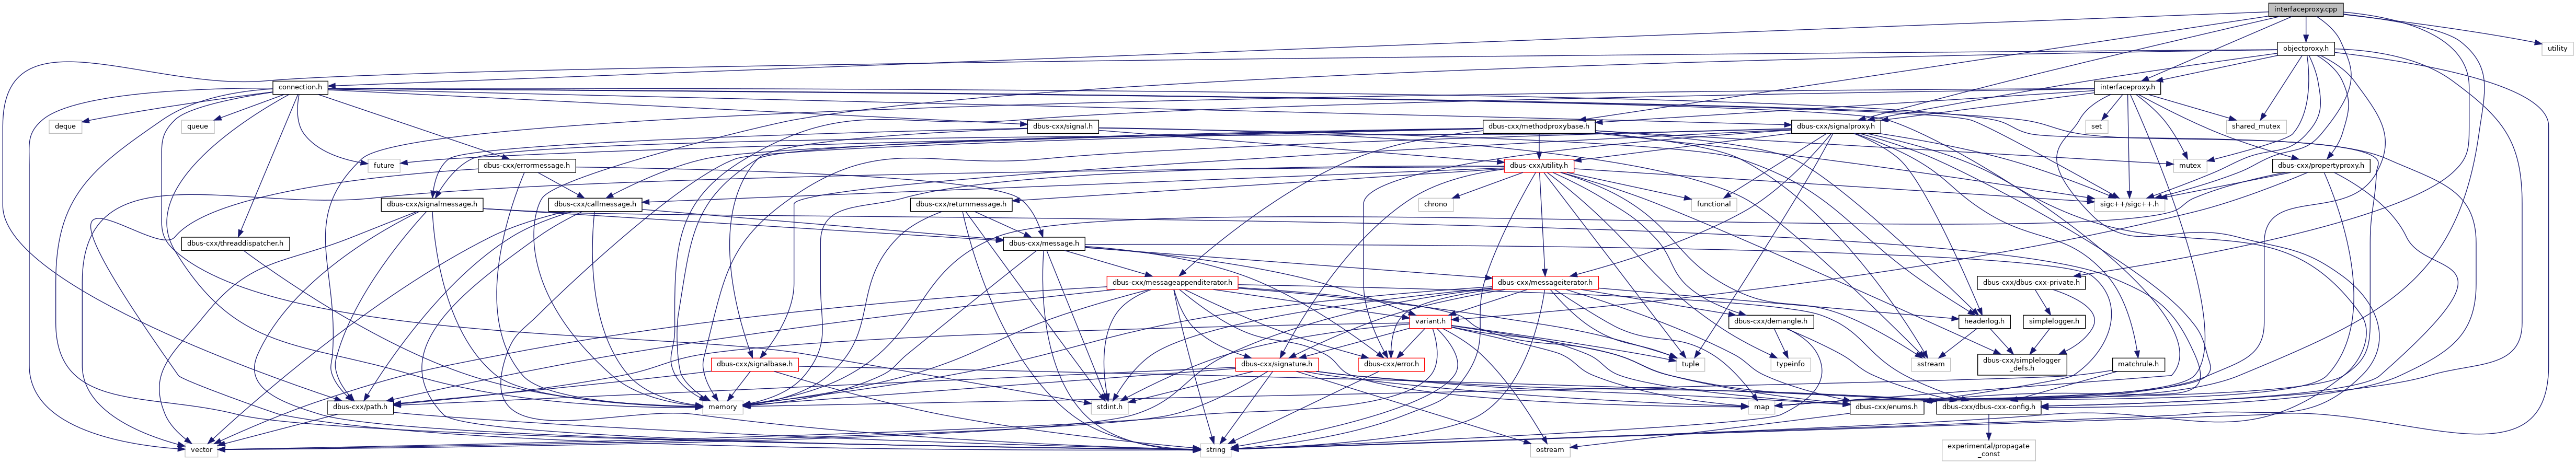 interfaceproxy.cpp
objectproxy.h
utility
connection.h
interfaceproxy.h
deque
queue
dbus-cxx/signal.h
dbus-cxx/methodproxybase.h
dbus-cxx/signalproxy.h
set
shared_mutex
future
dbus-cxx/errormessage.h
dbus-cxx/utility.h
mutex
dbus-cxx/propertyproxy.h
dbus-cxx/signalmessage.h
dbus-cxx/callmessage.h
dbus-cxx/returnmessage.h
chrono
functional
sigc++/sigc++.h
dbus-cxx/threaddispatcher.h
dbus-cxx/message.h
dbus-cxx/messageappenditerator.h
dbus-cxx/messageiterator.h
dbus-cxx/dbus-cxx-private.h
variant.h
dbus-cxx/demangle.h
headerlog.h
simplelogger.h
dbus-cxx/signalbase.h
dbus-cxx/signature.h
dbus-cxx/error.h
tuple
typeinfo
sstream
dbus-cxx/simplelogger
_defs.h
matchrule.h
dbus-cxx/path.h
memory
stdint.h
map
dbus-cxx/enums.h
dbus-cxx/dbus-cxx-config.h
vector
string
ostream
experimental/propagate
_const